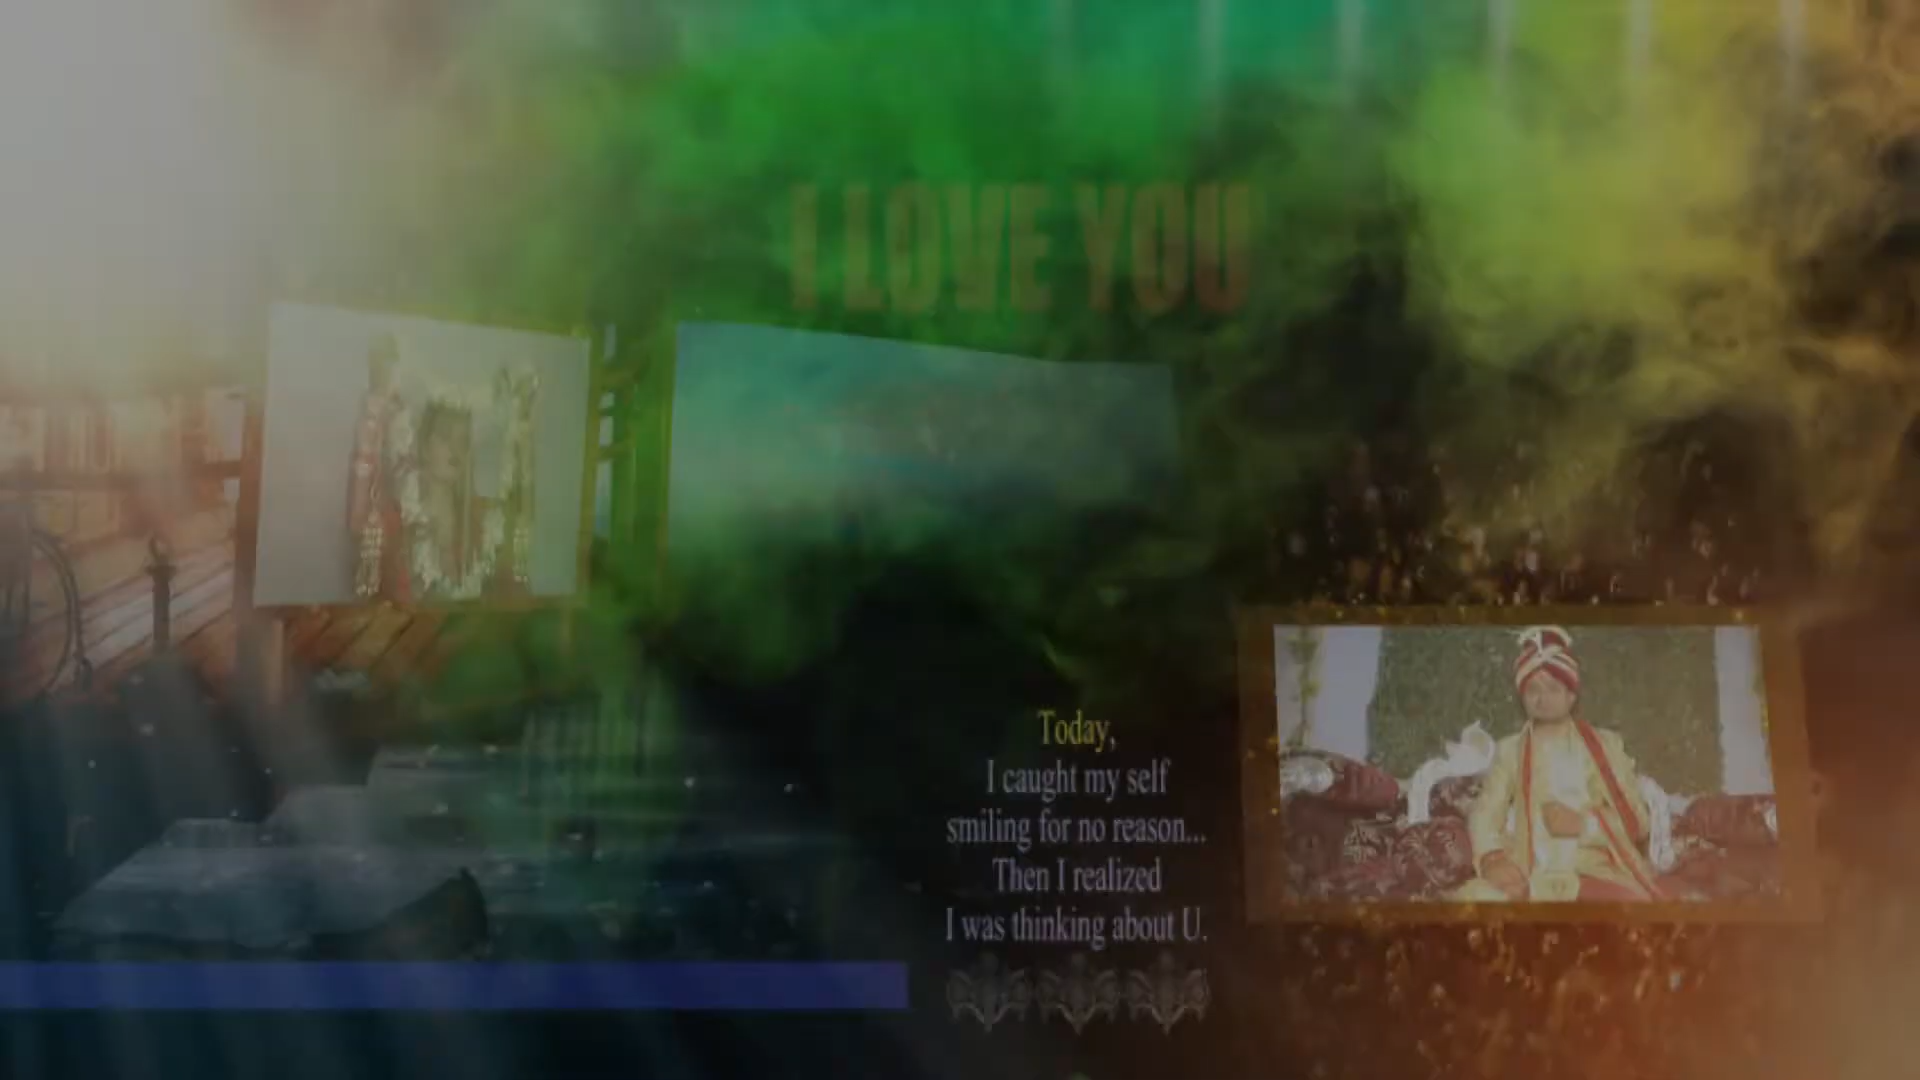 I LOVE YOU
Today,
I caught my self
smiling for no reason...
Then I realized
I was thinking about U.